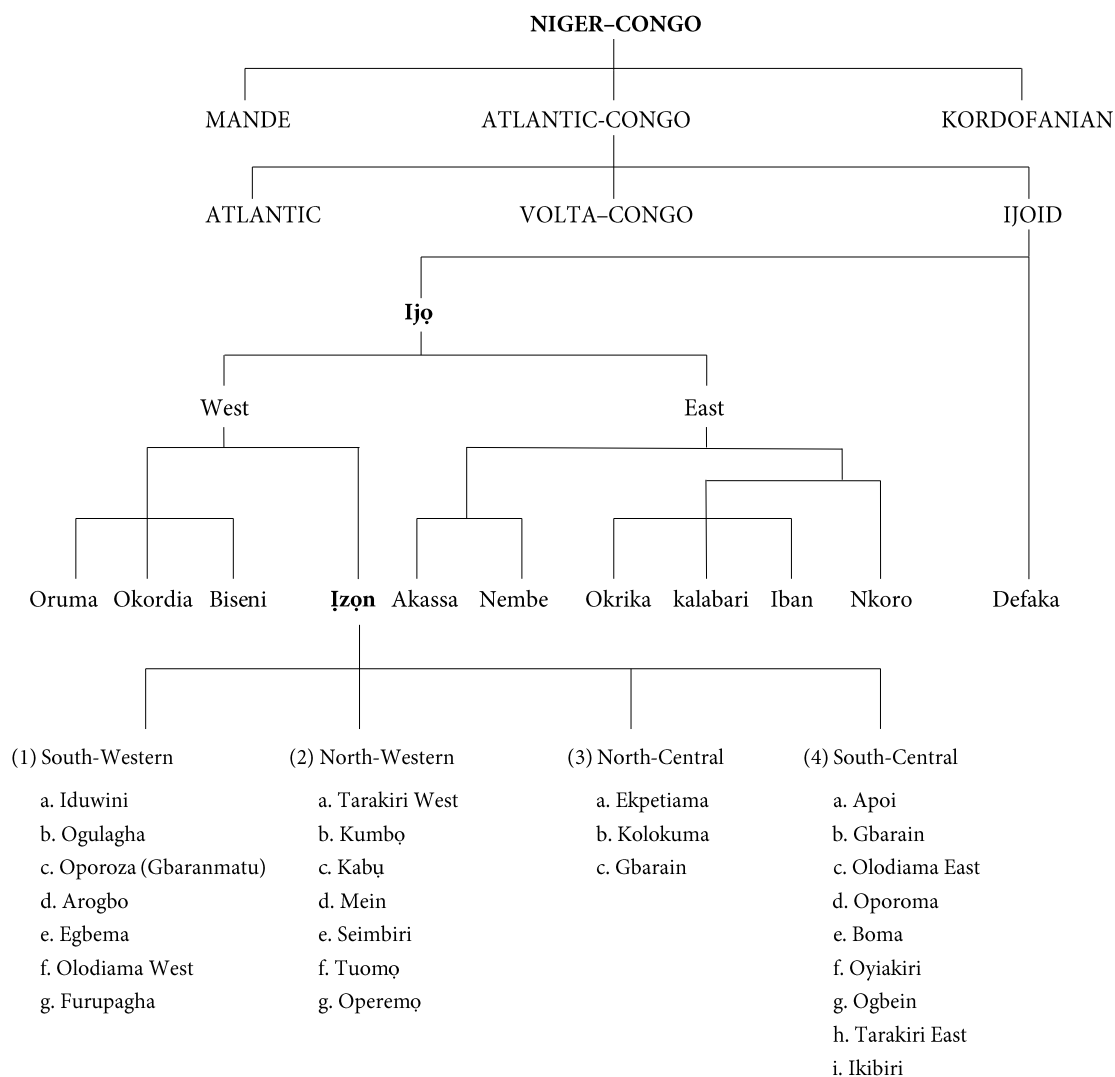 NIGER–CONGO
MANDE ATLANTIC-CONGO KORDOFANIAN
ATLANTIC VOLTA–CONGO IJOID
Ijọ
West East
Oruma Okordia Biseni Ịzọn Akassa Nembe Okrika kalabari Iban Nkoro Defaka
(1) South-Western
a. Iduwini
b. Ogulagha
c. Oporoza (Gbaranmatu)
d. Arogbo
e. Egbema
f. Olodiama West
g. Furupagha
(2) North-Western
a. Tarakiri West
b. Kumbọ
c. Kabụ
d. Mein
e. Seimbiri
f. Tuomọ
g. Operemọ
(3) North-Central
a. Ekpetiama
b. Kolokuma
c. Gbarain
(4) South-Central
a. Apoi
b. Gbarain
c. Olodiama East
d. Oporoma
e. Boma
f. Oyiakiri
g. Ogbein
h. Tarakiri East
i. Ikibiri